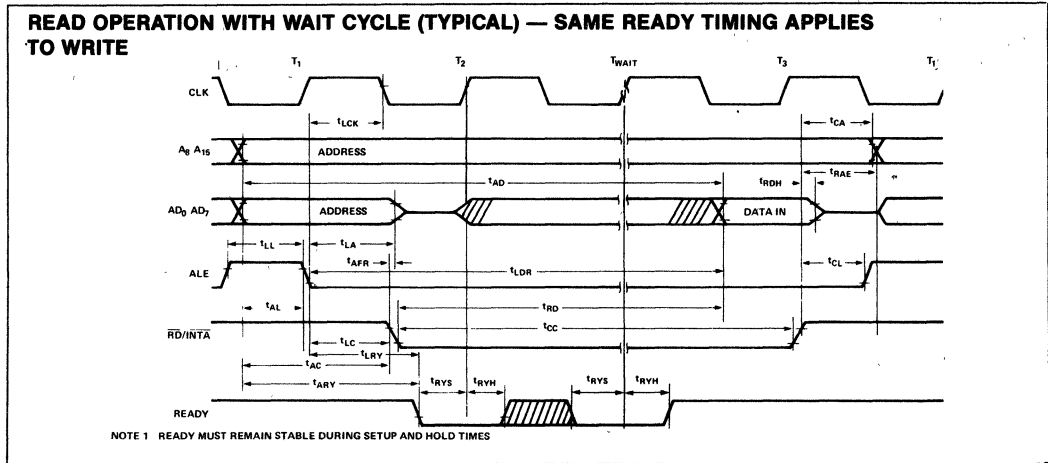 READ OPERATION WITH WAIT CYCLE (TYPICAL) — SAME READY TIMING APPLIES
TO WRITE
T1 T2 TWAIT T3 T1
CLK
tLCK tCA
A8 A15 ADDRESS
tRAE
tAD tRDH
AD0 AD7 ADDRESS DATA IN
tLL tLA
tAFR tCL
ALE tLDR
tAL tRD
RD/INTA tCC
tLC
tLRY
tAC
tARY tRYS tRYH tRYS tRYH
READY
NOTE 1 READY MUST REMAIN STABLE DURING SETUP AND HOLD TIMES